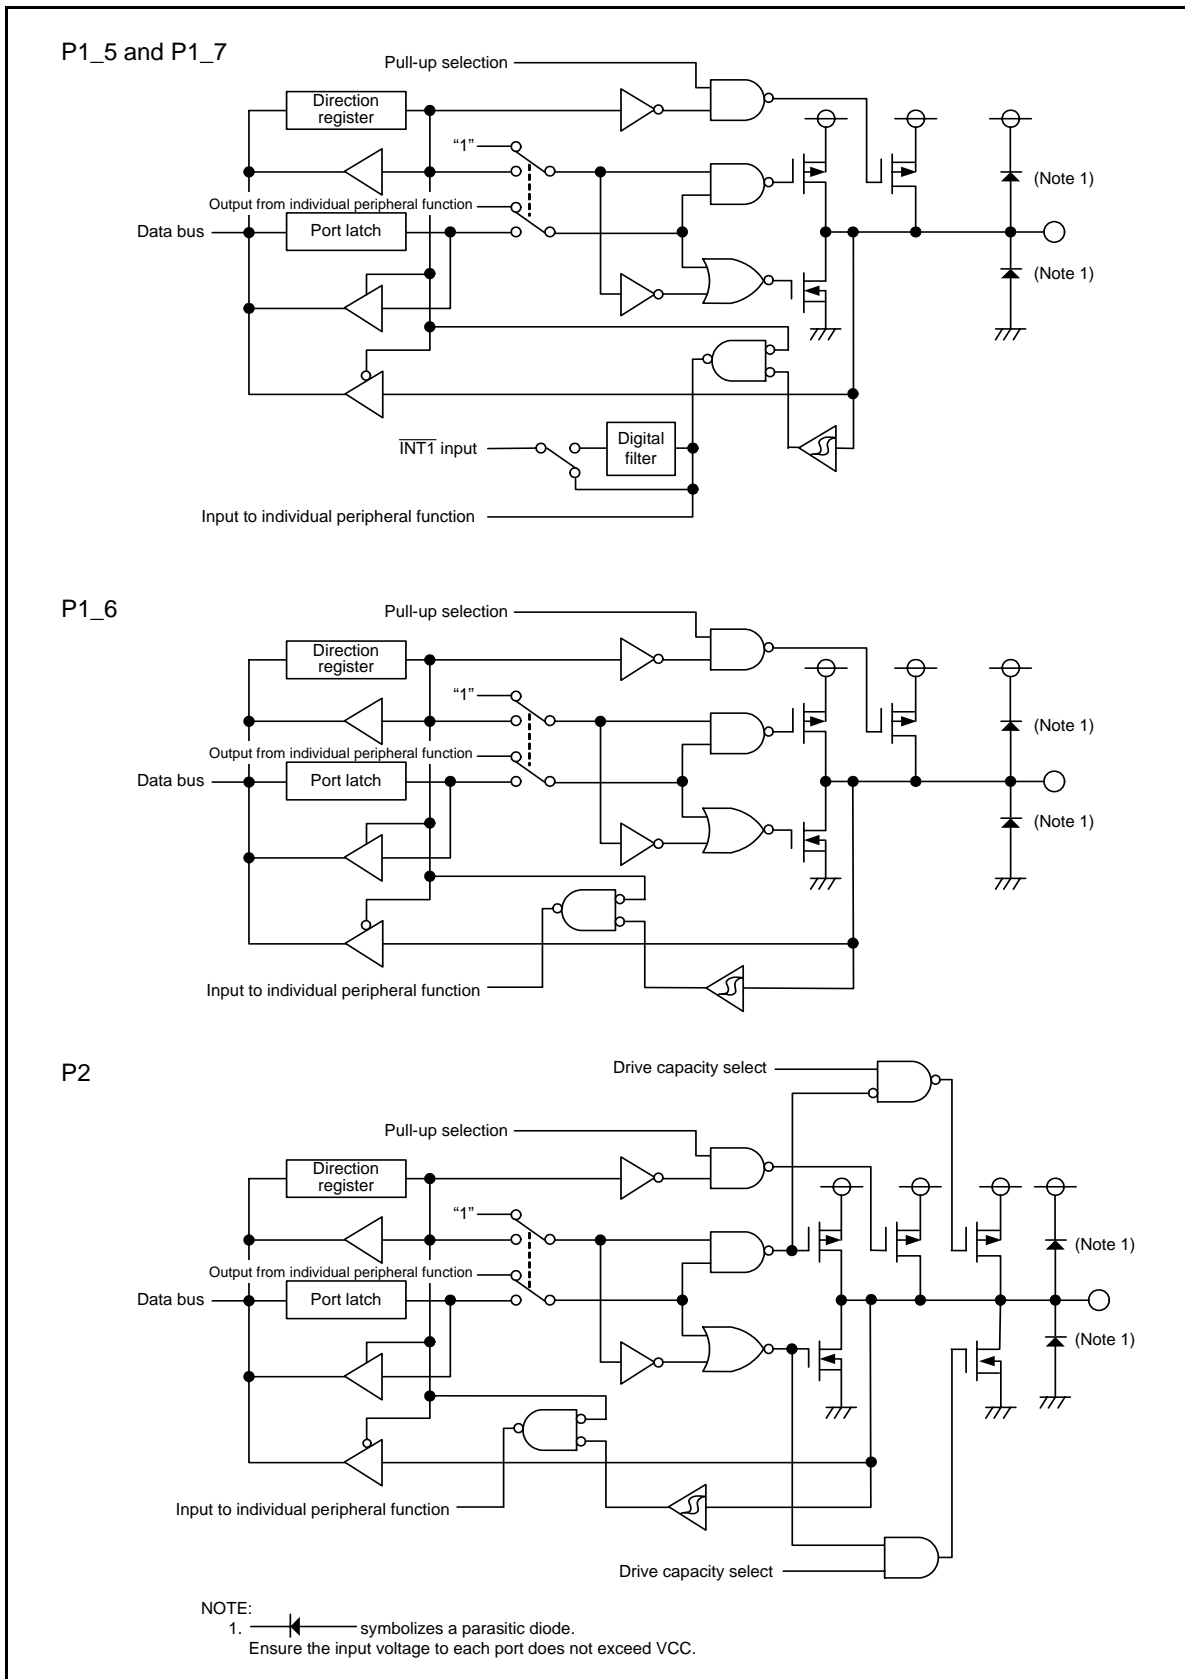 P1_5 and P1_7
Pull-up selection
Direction
register
“1”
(Note 1)
Output from individual peripheral function
Data bus
Port latch
(Note 1)
INT1 input
Digital
filter
Input to individual peripheral function
P1_6
Pull-up selection
Direction
register
“1”
(Note 1)
Output from individual peripheral function
Data bus
Port latch
(Note 1)
Input to individual peripheral function
P2
Drive capacity select
Pull-up selection
Direction
register
“1”
(Note 1)
Output from individual peripheral function
Data bus
Port latch
(Note 1)
Input to individual peripheral function
Drive capacity select
NOTE:
1. symbolizes a parasitic diode.
Ensure the input voltage to each port does not exceed VCC.